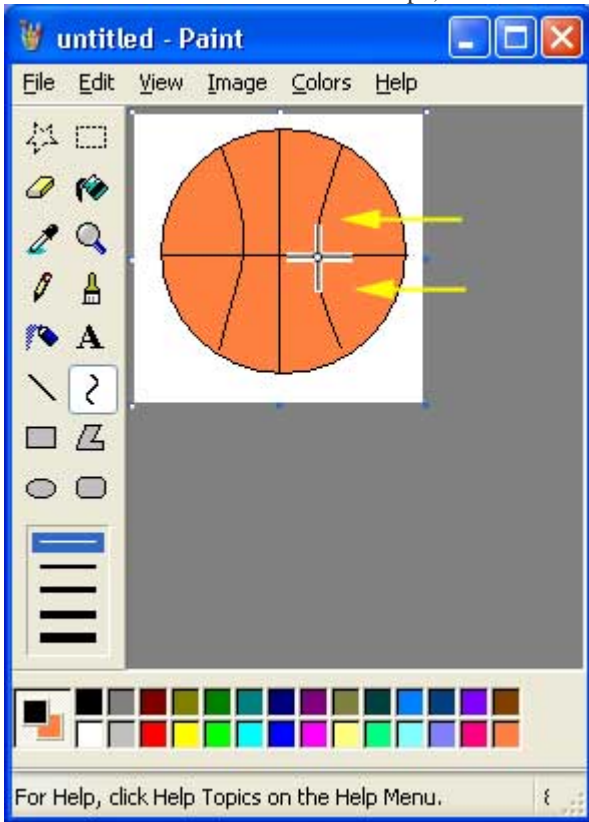 untitled - Paint
File Edit View Image Colors Help
A
For Help, click Help Topics on the Help Menu.